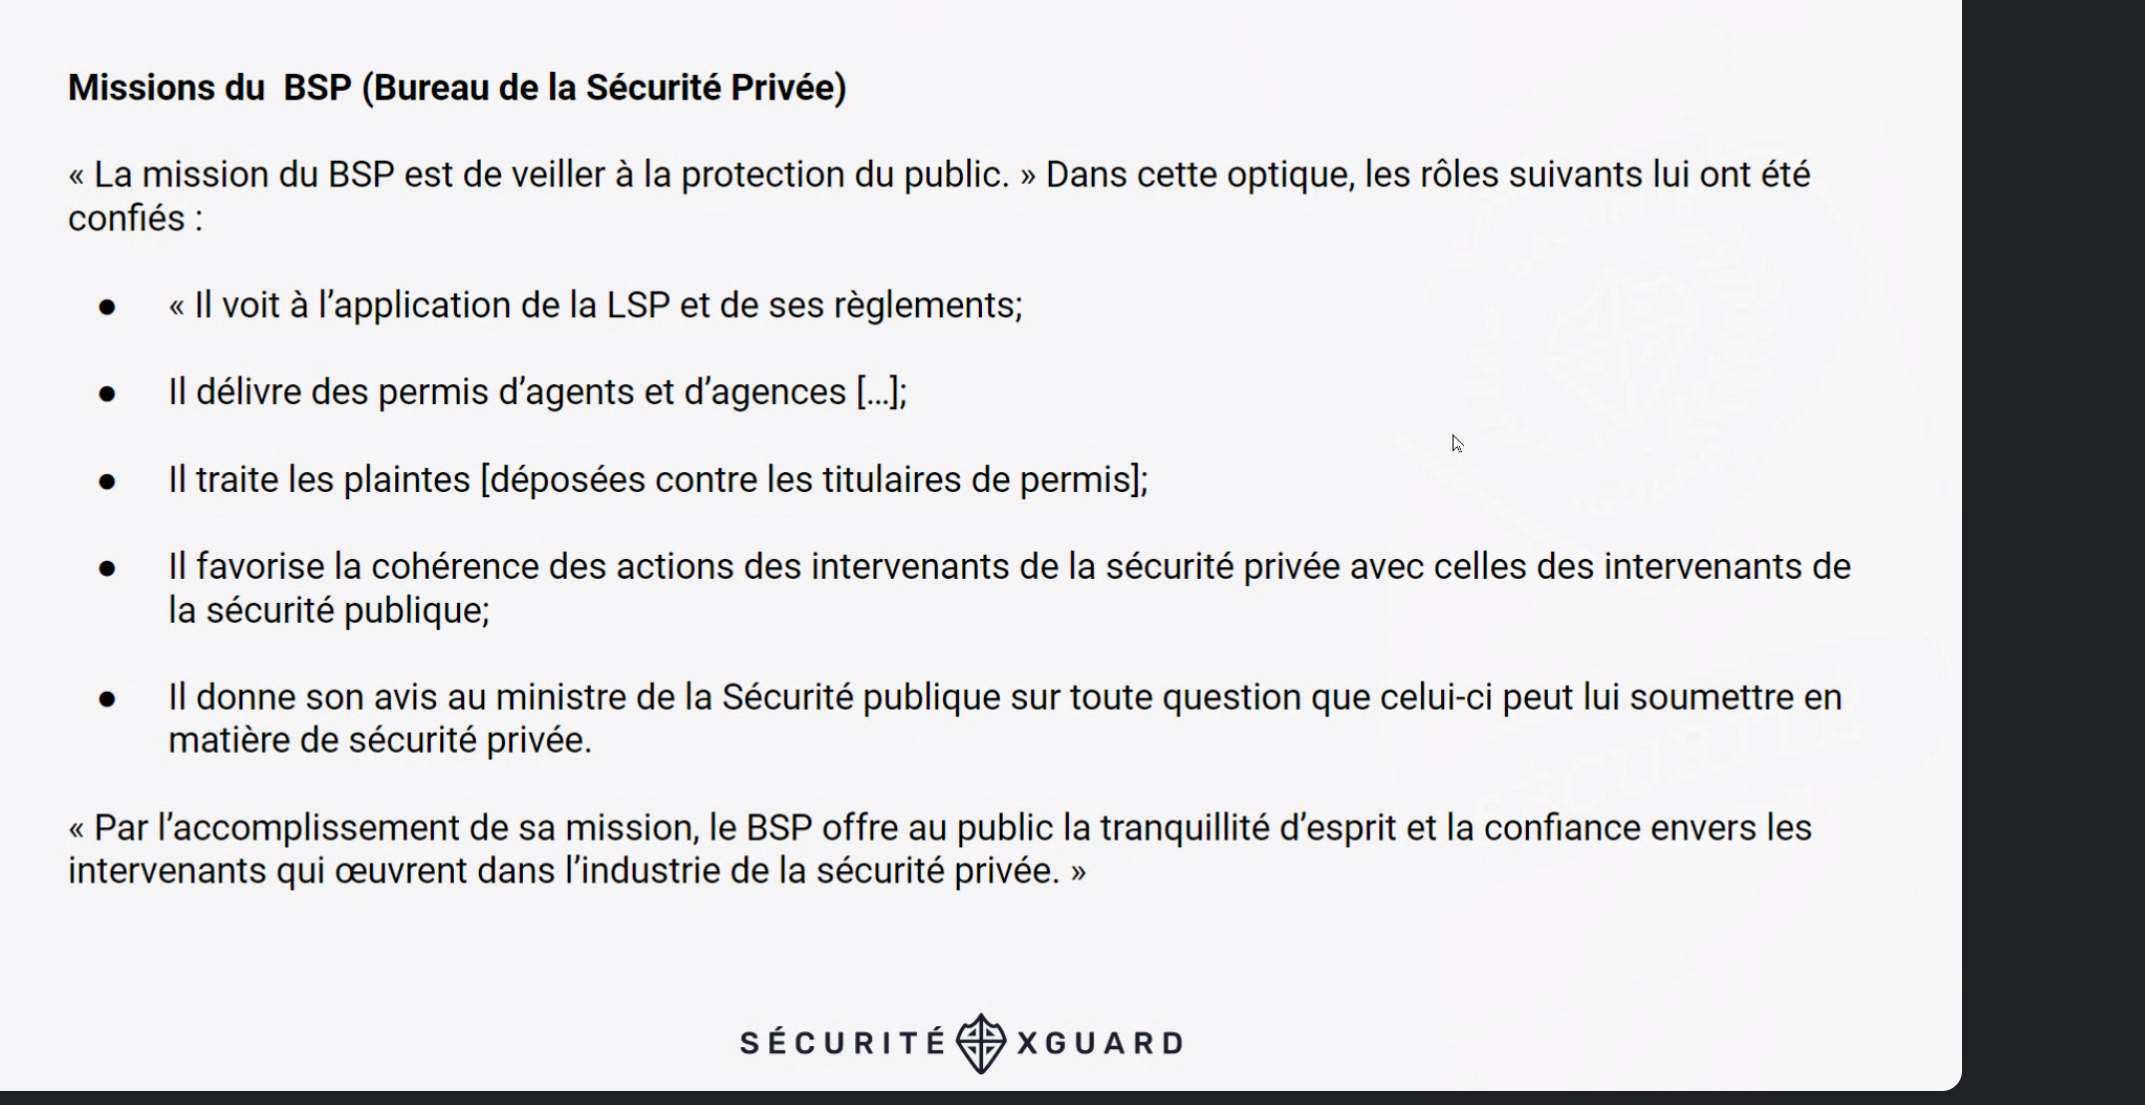 Missions du  BSP (Bureau de la Sécurité Privée)
« La mission du BSP est de veiller à la protection du public. » Dans cette optique, les rôles suivants lui ont été
confiés :
● « Il voit à l’application de la LSP et de ses règlements;
● Il délivre des permis d’agents et d’agences [...];
● Il traite les plaintes [déposées contre les titulaires de permis];
● Il favorise la cohérence des actions des intervenants de la sécurité privée avec celles des intervenants de
la sécurité publique;
● Il donne son avis au ministre de la Sécurité publique sur toute question que celui-ci peut lui soumettre en
matière de sécurité privée.
« Par l’accomplissement de sa mission, le BSP offre au public la tranquillité d’esprit et la confiance envers les
intervenants qui œuvrent dans l’industrie de la sécurité privée. »
SÉCURITÉ
XGUARD
SÉCURITÉ
SÉCURITÉ XGUARD